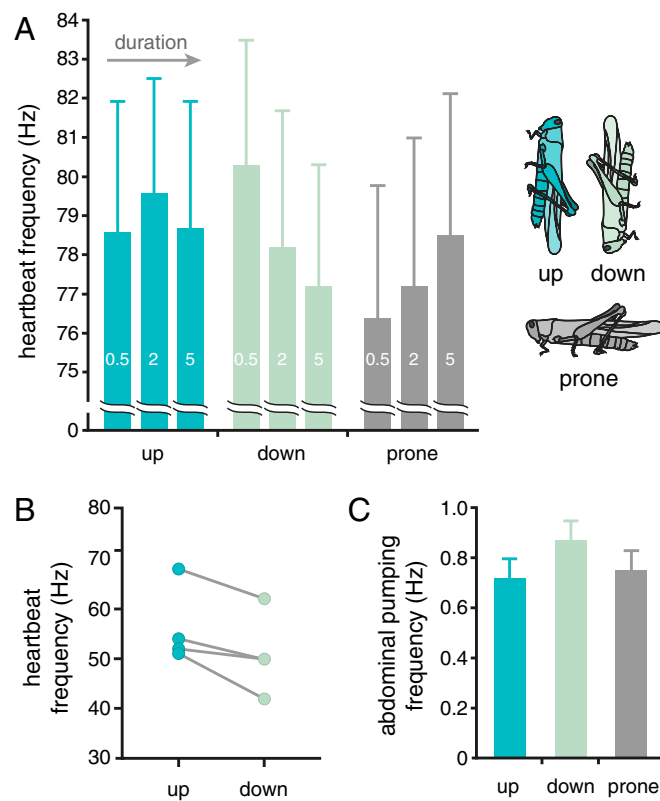 A
heartbeat frequency (Hz)
84
83
82
81
80
79
78
77
76
75
0
duration
0.5
2
5
0.5
2
5
0.5
2
5
up
down
prone
up
down
prone
B
heartbeat
frequency (Hz)
80
70
60
50
40
30
up
down
C
abdominal pumping
frequency (Hz)
1.0
0.8
0.6
0.4
0.2
0
up
down
prone